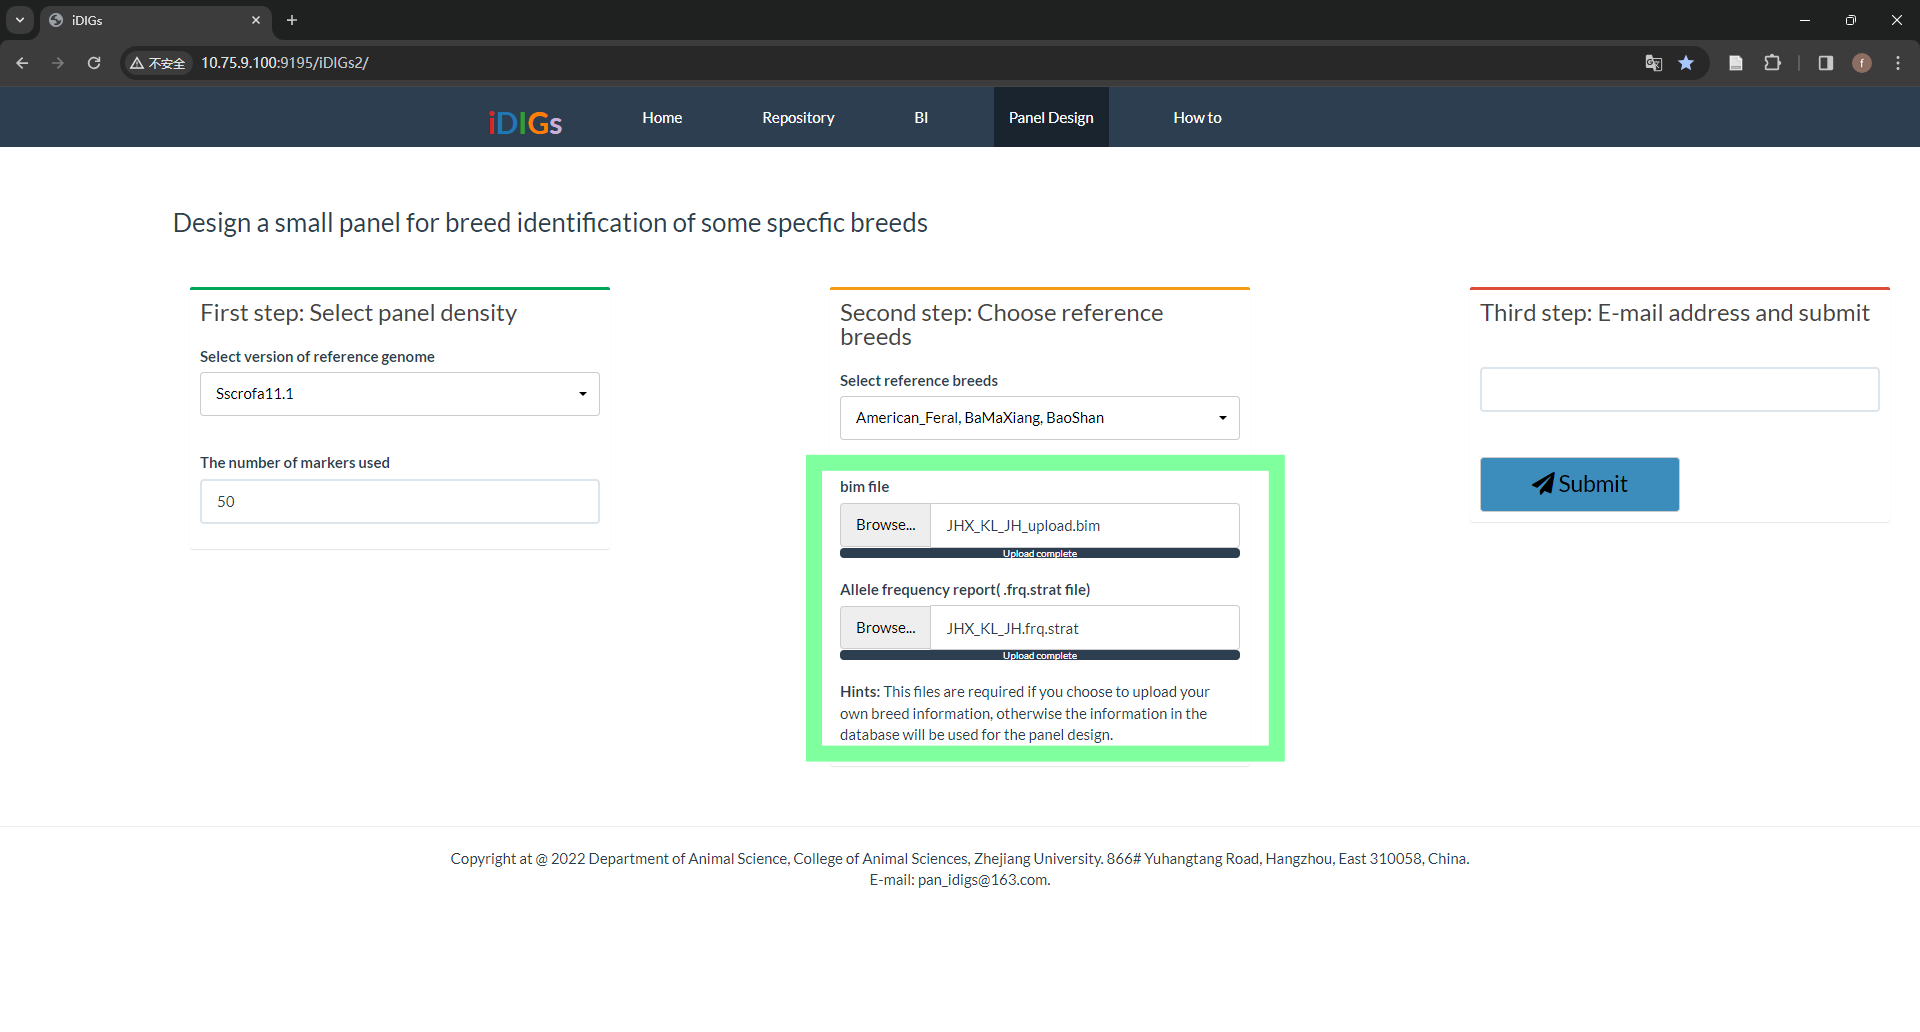 iDIGs
不安全
10.75.9.100:9195/iDIGs2/
f
iDIGs
Home
Repository
BI
Panel Design
How to
Design a small panel for breed identification of some specfic breeds
First step: Select panel density
Select version of reference genome
Sscrofa11.1
The number of markers used
50
Second step: Choose reference
breeds
Select reference breeds
American_Feral, BaMaXiang, BaoShan
bim file
Browse...
JHX_KL_JH_upload.bim
Upload complete
Allele frequency report( .frq.strat file)
Browse...
JHX_KL_JH.frq.strat
Upload complete
Hints: This files are required if you choose to upload your
own breed information, otherwise the information in the
database will be used for the panel design.
Third step: E-mail address and submit
Submit
Copyright at @ 2022 Department of Animal Science, College of Animal Sciences, Zhejiang University. 866# Yuhangtang Road, Hangzhou, East 310058, China.
E-mail: pan_idigs@163.com.